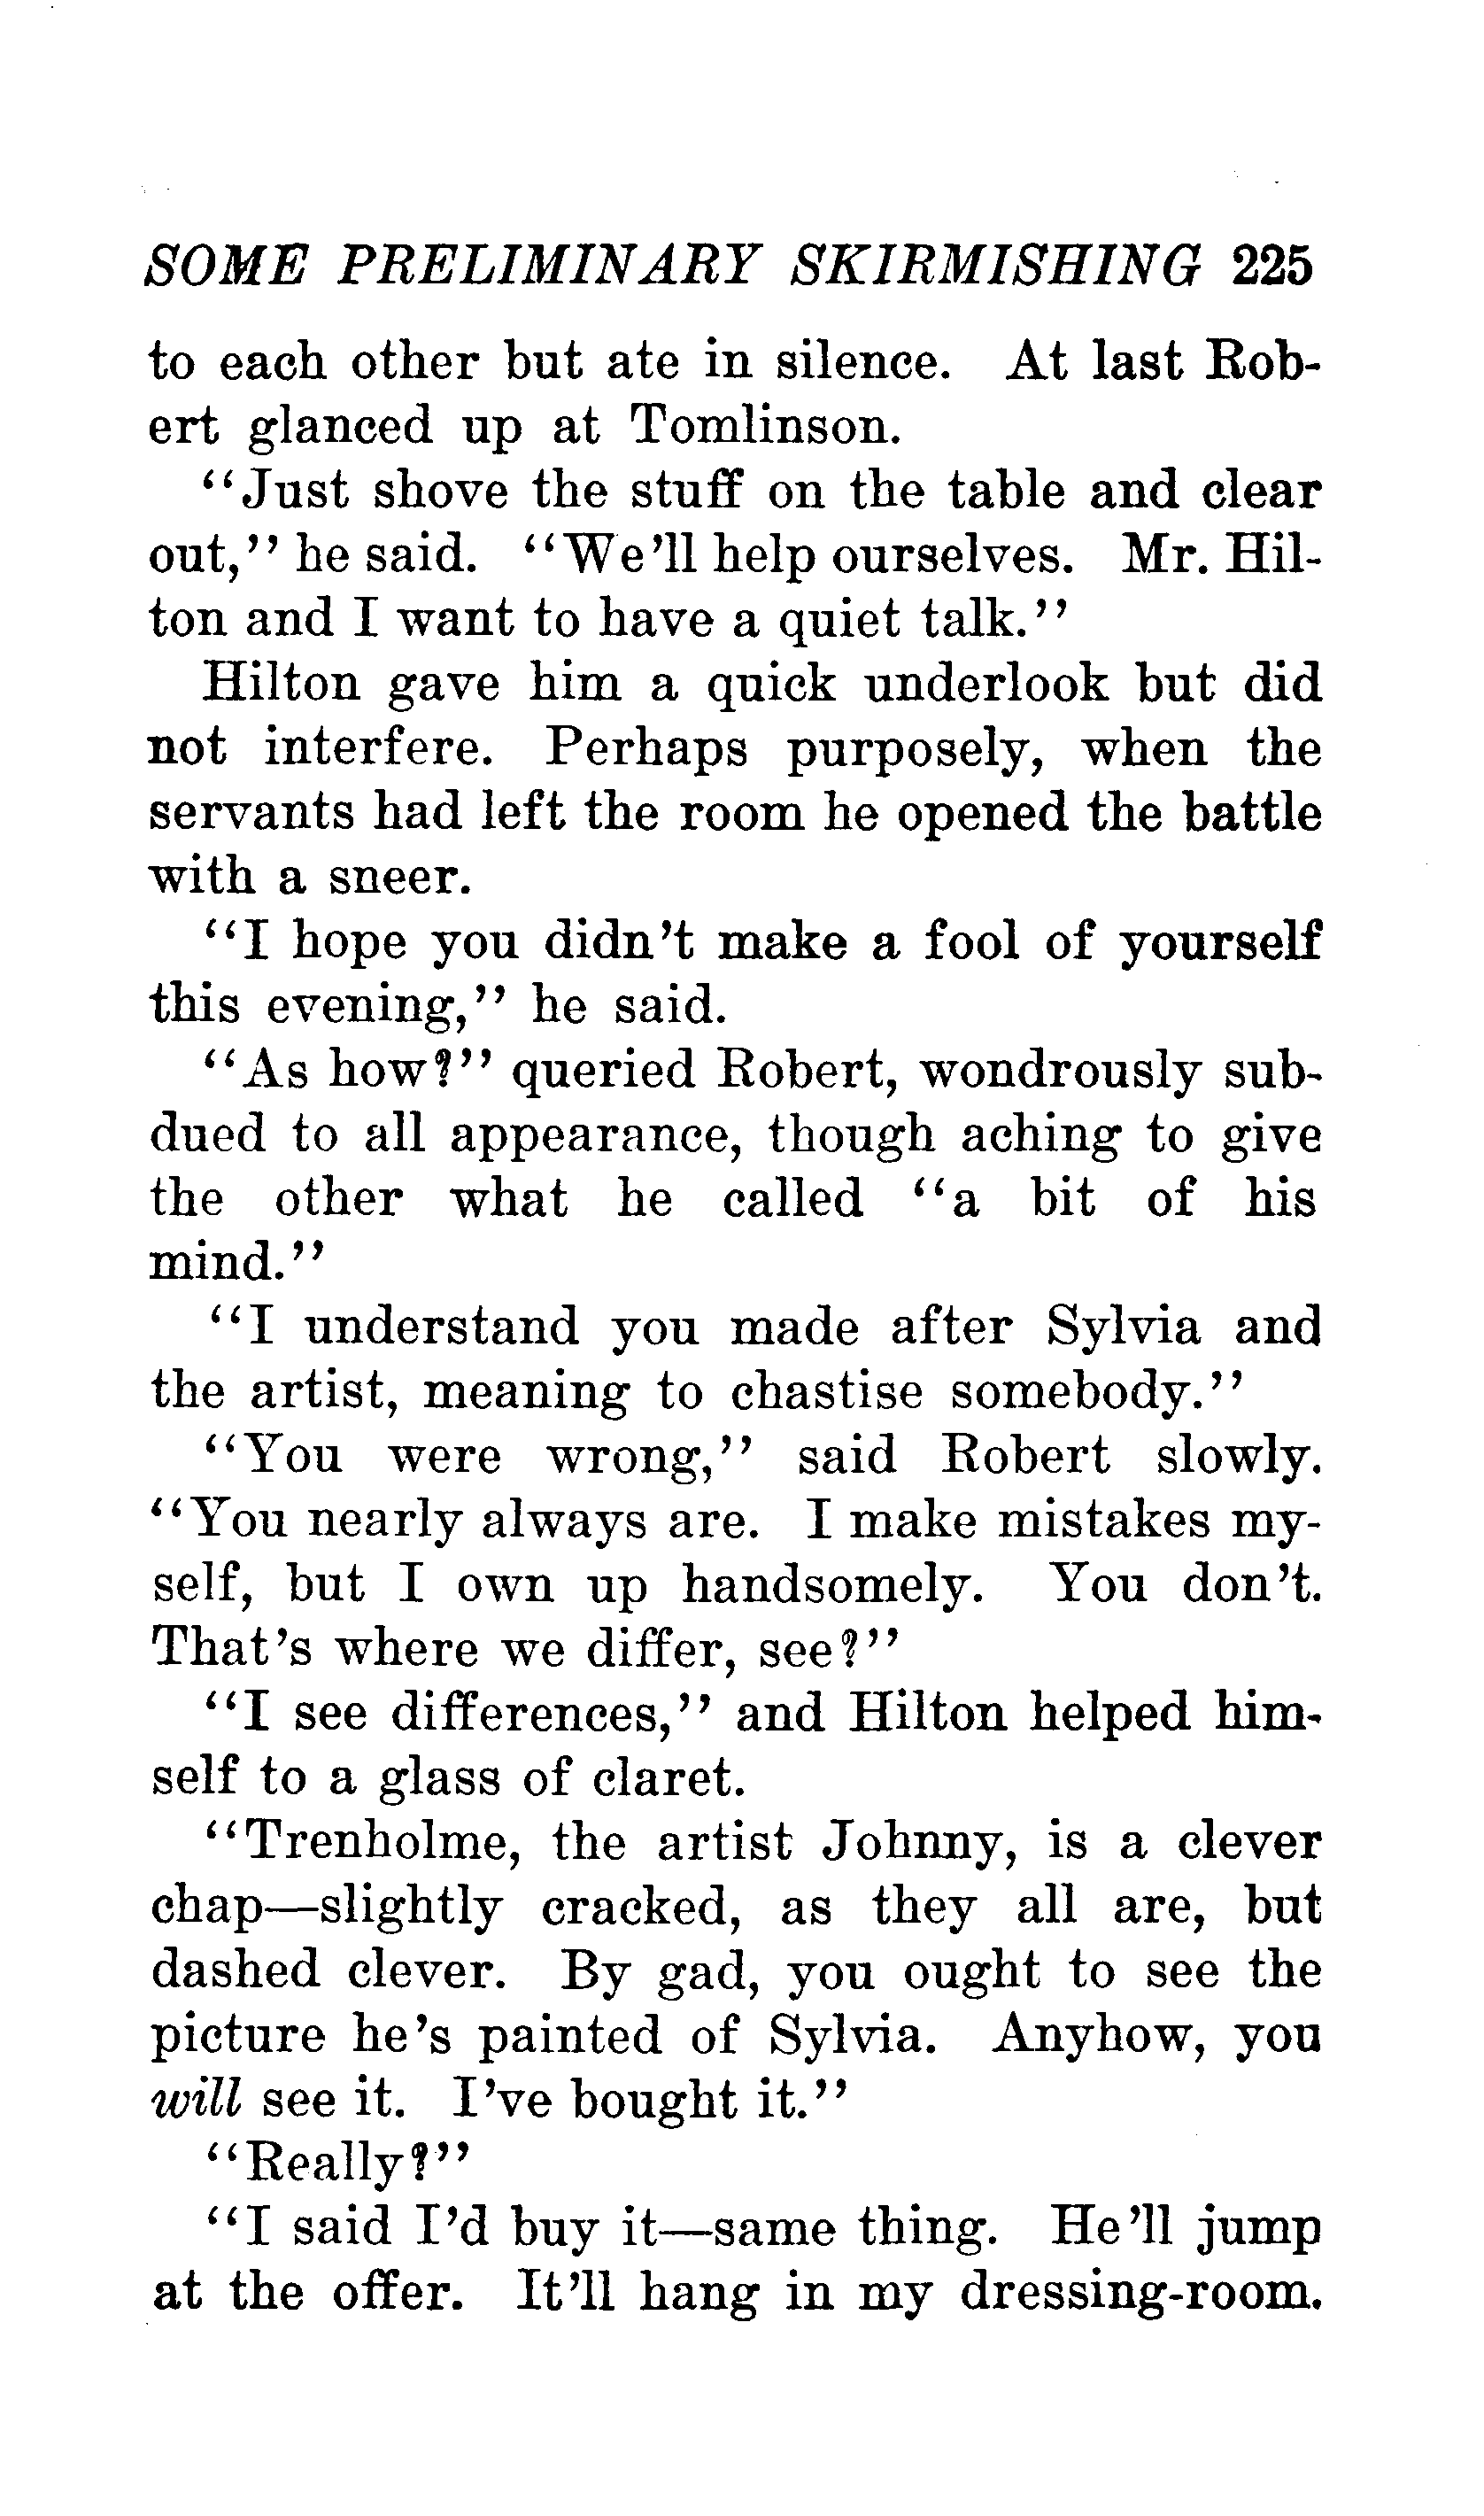 SOME PRELIMINARY SKIRMISHING 225
to each other but ate in silence. At last Rob-
ert glanced up at Tomlinson.
"Just shove the stuff on the table and clear
out," he said. "We'll help ourselves. Mr. Hil-
ton and I want to have a quiet talk."
Hilton gave him a quick underlook but did
not interfere. Perhaps purposely, when the
servants had left the room he opened the battle
with a sneer.
"I hope you didn't make a fool of yourself
this evening," he said.
"As how?" queried Robert, wondrously sub-
dued to all appearance, though aching to give
the other what he called "a bit of his
mind."
"I understand you made after Sylvia and
the artist, meaning to chastise somebody."
"You were wrong," said Robert slowly.
"You nearly always are. I make mistakes my-
self, but I own up handsomely. You don't.
That's where we differ, see?"
"I see differences," and Hilton helped him-
self to a glass of claret.
"Trenholme, the artist Johnny, is a clever
chap—slightly cracked, as they all are, but
dashed clever. By gad, you ought to see the
picture he's painted of Sylvia. Anyhow, you
will see it. I've bought it."
"Really?"
"I said I'd buy it—same thing. He'll jump
at the offer. It'll hang in my dressing-room.